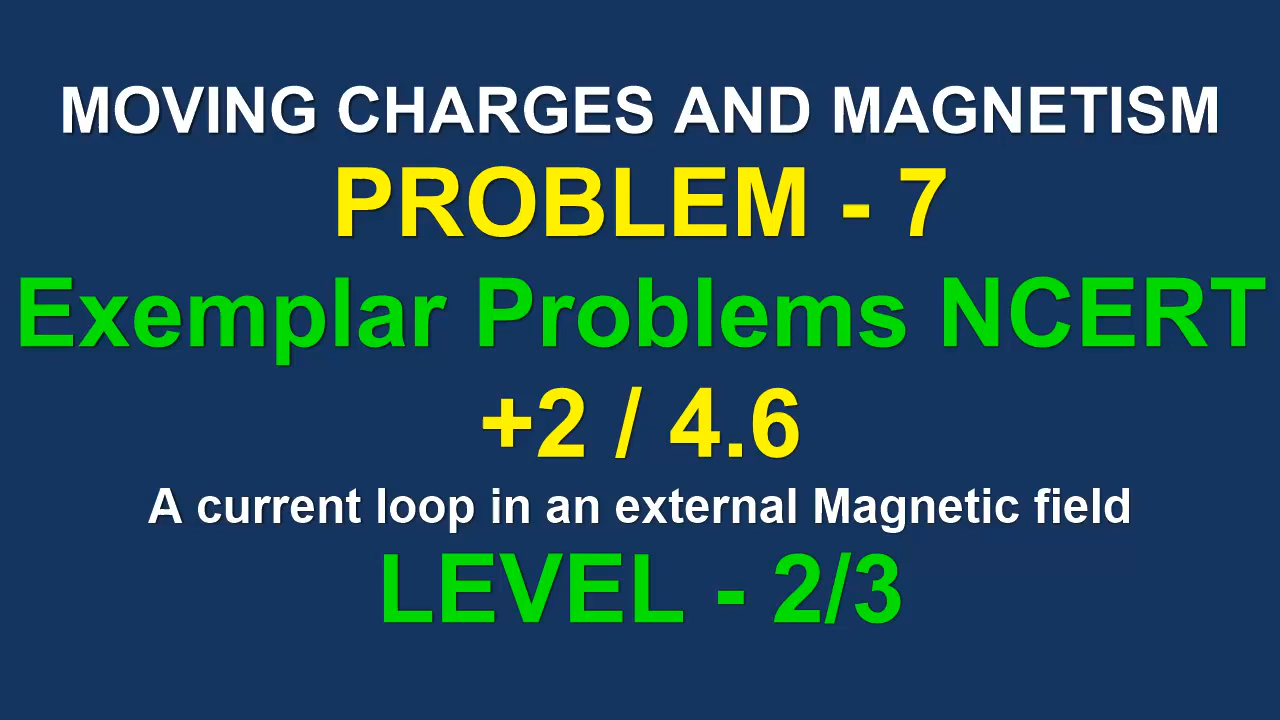 MOVING CHARGES AND MAGNETISM
PROBLEM - 7
Exemplar Problems NCERT
+2 / 4.6
A current loop in an external Magnetic field
LEVEL - 2/3